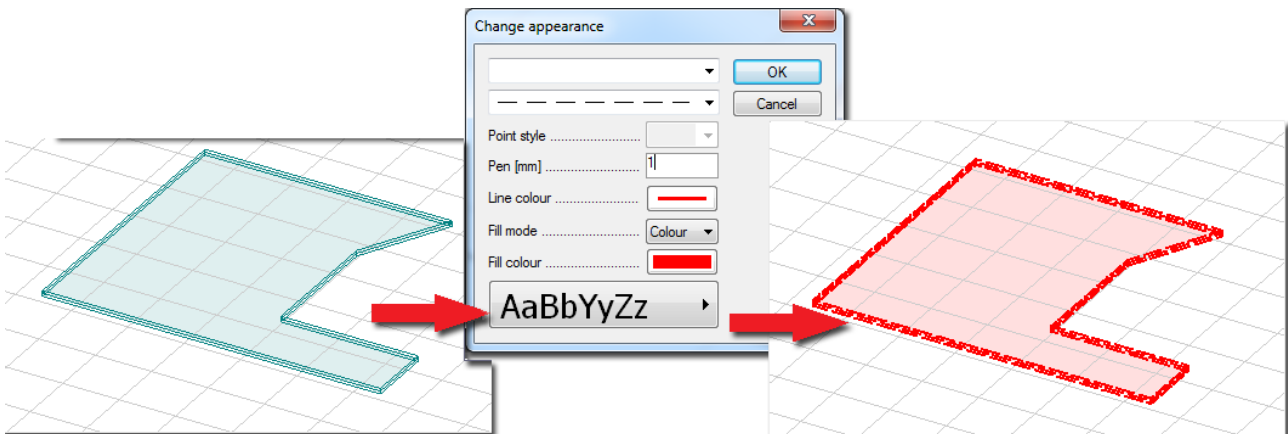 Change appearance
OK
Cancel
Point style ........................
Pen [mm] .......................... 1
Line colour .......................
Fill mode ...........................
Colour
Fill colour ..........................
AaBbYyZz